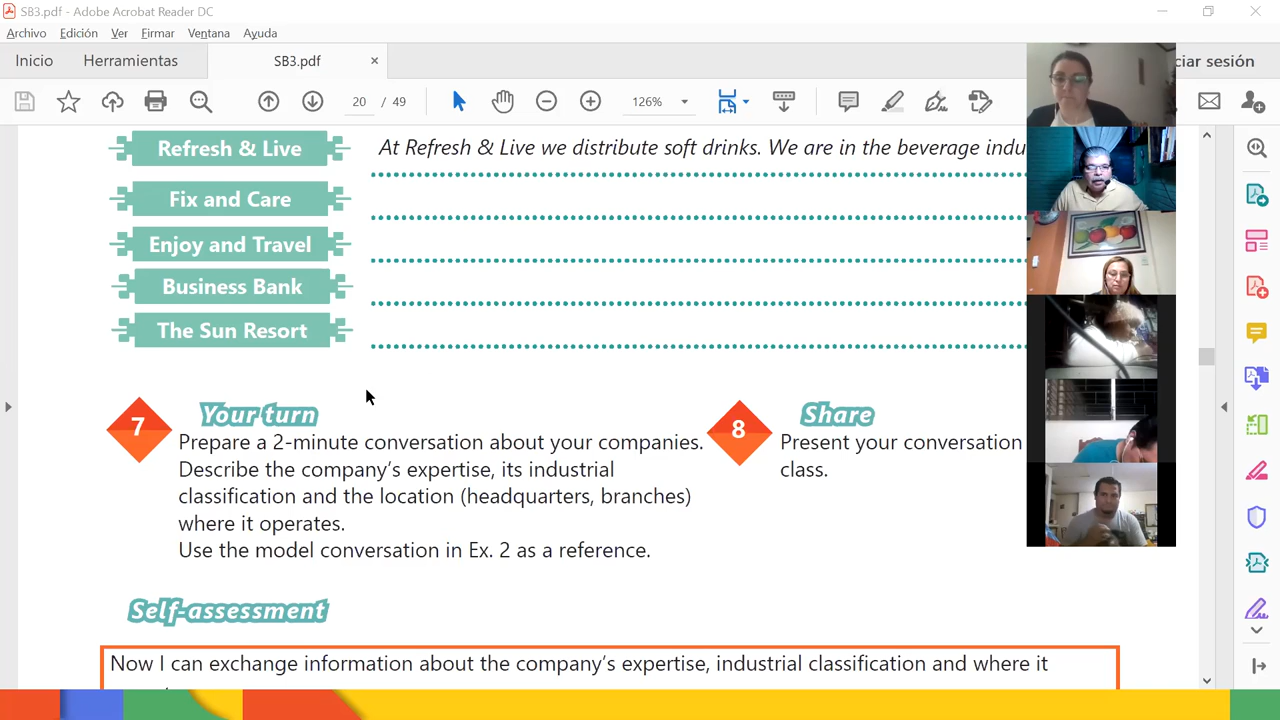 SB3.pdf - Adobe Acrobat Reader DC
Archivo Edición Ver Firmar Ventana Ayuda
Inicio Herramientas SB3.pdf × ciar sesión
20 / 49 126%
Refresh & Live At Refresh & Live we distribute soft drinks. We are in the beverage indu
Fix and Care
Enjoy and Travel
Business Bank
The Sun Resort
7 Your turn
Prepare a 2-minute conversation about your companies.
Describe the company's expertise, its industrial
classification and the location (headquarters, branches)
where it operates.
Use the model conversation in Ex. 2 as a reference.
8 Share
Present your conversation
class.
Self-assessment
Now I can exchange information about the company's expertise, industrial classification and where it